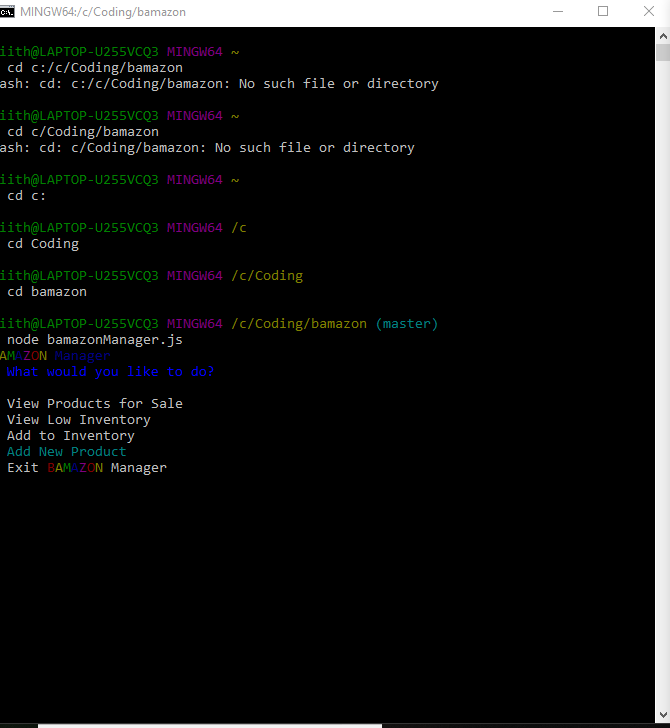 MINGW64:/c/Coding/bamazon
iith@LAPTOP-U255VCQ3 MINGW64 ~
cd c:/c/Coding/bamazon
ash: cd: c:/c/Coding/bamazon: No such file or directory
iith@LAPTOP-U255VCQ3 MINGW64 ~
cd c/Coding/bamazon
ash: cd: c/Coding/bamazon: No such file or directory
iith@LAPTOP-U255VCQ3 MINGW64 ~
cd c:
iith@LAPTOP-U255VCQ3 MINGW64 /c
cd Coding
iith@LAPTOP-U255VCQ3 MINGW64 /c/Coding
cd bamazon
iith@LAPTOP-U255VCQ3 MINGW64 /c/Coding/bamazon (master)
node bamazonManager.js
AMAZON Manager
What would you like to do?
View Products for Sale
View Low Inventory
Add to Inventory
Add New Product
Exit BAMAZON Manager